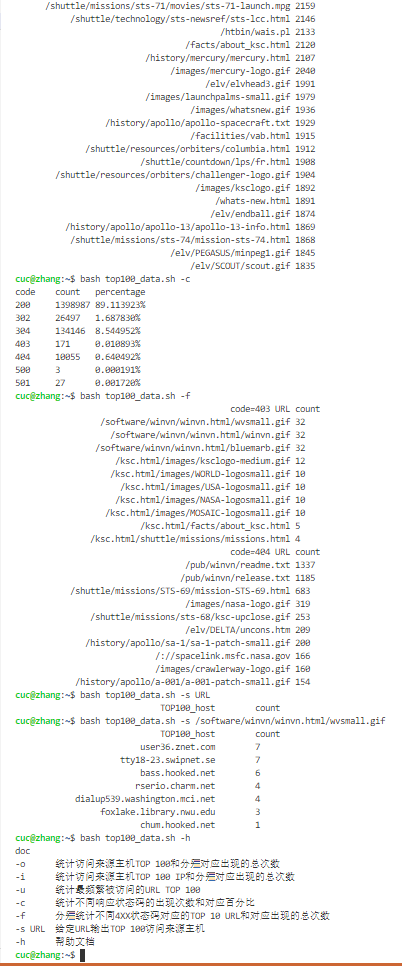 /shuttle/missions/sts-71/movies/sts-71-launch.mpg 2159
/shuttle/technology/sts-newsref/sts-lcc.html 2146
/htbin/wais.pl 2133
/facts/about_ksc.html 2120
/history/mercury/mercury.html 2107
/images/mercury-logo.gif 2040
/elv/elvhead3.gif 1991
/images/launchpalms-small.gif 1979
/images/whatsnew.gif 1936
/history/apollo/apollo-spacecraft.txt 1929
/facilities/vab.html 1915
/shuttle/resources/orbiters/columbia.html 1912
/shuttle/countdown/lps/fr.html 1908
/shuttle/resources/orbiters/challenger-logo.gif 1904
/images/ksclogo.gif 1892
/whats-new.html 1891
/elv/endball.gif 1874
/history/apollo/apollo-13/apollo-13-info.html 1869
/shuttle/missions/sts-74/mission-sts-74.html 1868
/elv/PEGASUS/minpeg1.gif 1845
/elv/SCOUT/scout.gif 1835
cuc@zhang:~$ bash top100_data.sh -c
code count percentage
200 1398987 89.113923%
302 26497 1.687830%
304 134146 8.544952%
403 171 0.010893%
404 10055 0.640492%
500 3 0.000191%
501 27 0.001720%
cuc@zhang:~$ bash top100_data.sh -f
code=403 URL count
/software/winvn/winvn.html/wvsmall.gif 32
/software/winvn/winvn.html/winvn.gif 32
/software/winvn/winvn.html/bluemarb.gif 32
/ksc.html/images/ksclogo-medium.gif 12
/ksc.html/images/WORLD-logosmall.gif 10
/ksc.html/images/USA-logosmall.gif 10
/ksc.html/images/NASA-logosmall.gif 10
/ksc.html/images/MOSAIC-logosmall.gif 10
/ksc.html/facts/about_ksc.html 5
/ksc.html/shuttle/missions/missions.html 4
code=404 URL count
/pub/winvn/readme.txt 1337
/pub/winvn/release.txt 1185
/shuttle/missions/STS-69/mission-STS-69.html 683
/images/nasa-logo.gif 319
/shuttle/missions/sts-68/ksc-upclose.gif 253
/elv/DELTA/uncons.htm 209
/history/apollo/sa-1/sa-1-patch-small.gif 200
/://spacelink.msfc.nasa.gov 166
/images/crawlerway-logo.gif 160
/history/apollo/a-001/a-001-patch-small.gif 154
cuc@zhang:~$ bash top100_data.sh -s URL
TOP100_host count
cuc@zhang:~$ bash top100_data.sh -s /software/winvn/winvn.html/wvsmall.gif
TOP100_host count
user36.znet.com 7
tty18-23.swipnet.se 7
bass.hooked.net 6
rserio.charm.net 4
dialup539.washington.mci.net 4
foxlake.library.nwu.edu 3
chum.hooked.net 1
cuc@zhang:~$ bash top100_data.sh -h
doc
-o 统计访问来源主机TOP 100和分别对应出现的总次数
-i 统计访问来源主机TOP 100 IP和分别对应出现的总次数
-u 统计最频繁被访问的URL TOP 100
-c 统计不同响应状态码的出现次数和对应百分比
-f 分别统计不同4XX状态码对应的TOP 10 URL和对应出现的总次数
-s URL 给定URL输出TOP 100访问来源主机
-h 帮助文档
cuc@zhang:~$